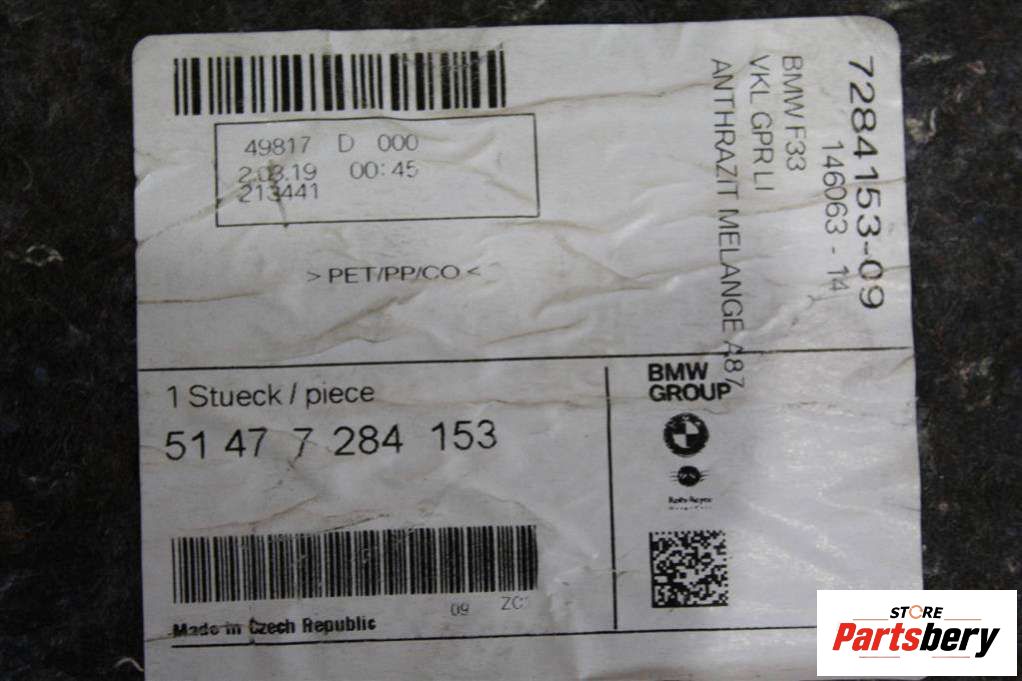 49817 D 000
2.03.19 00:45
213441
> PET/PP/CO <
7284153-09
146063 - 14
BMW F33
VKL GPR LI
ANTHRAZIT MELANGE A87
1 Stueck / piece
51 47 7 284 153
BMW
GROUP
Rolls-Royce
09
Made in Czech Republic
STORE
Partsbery